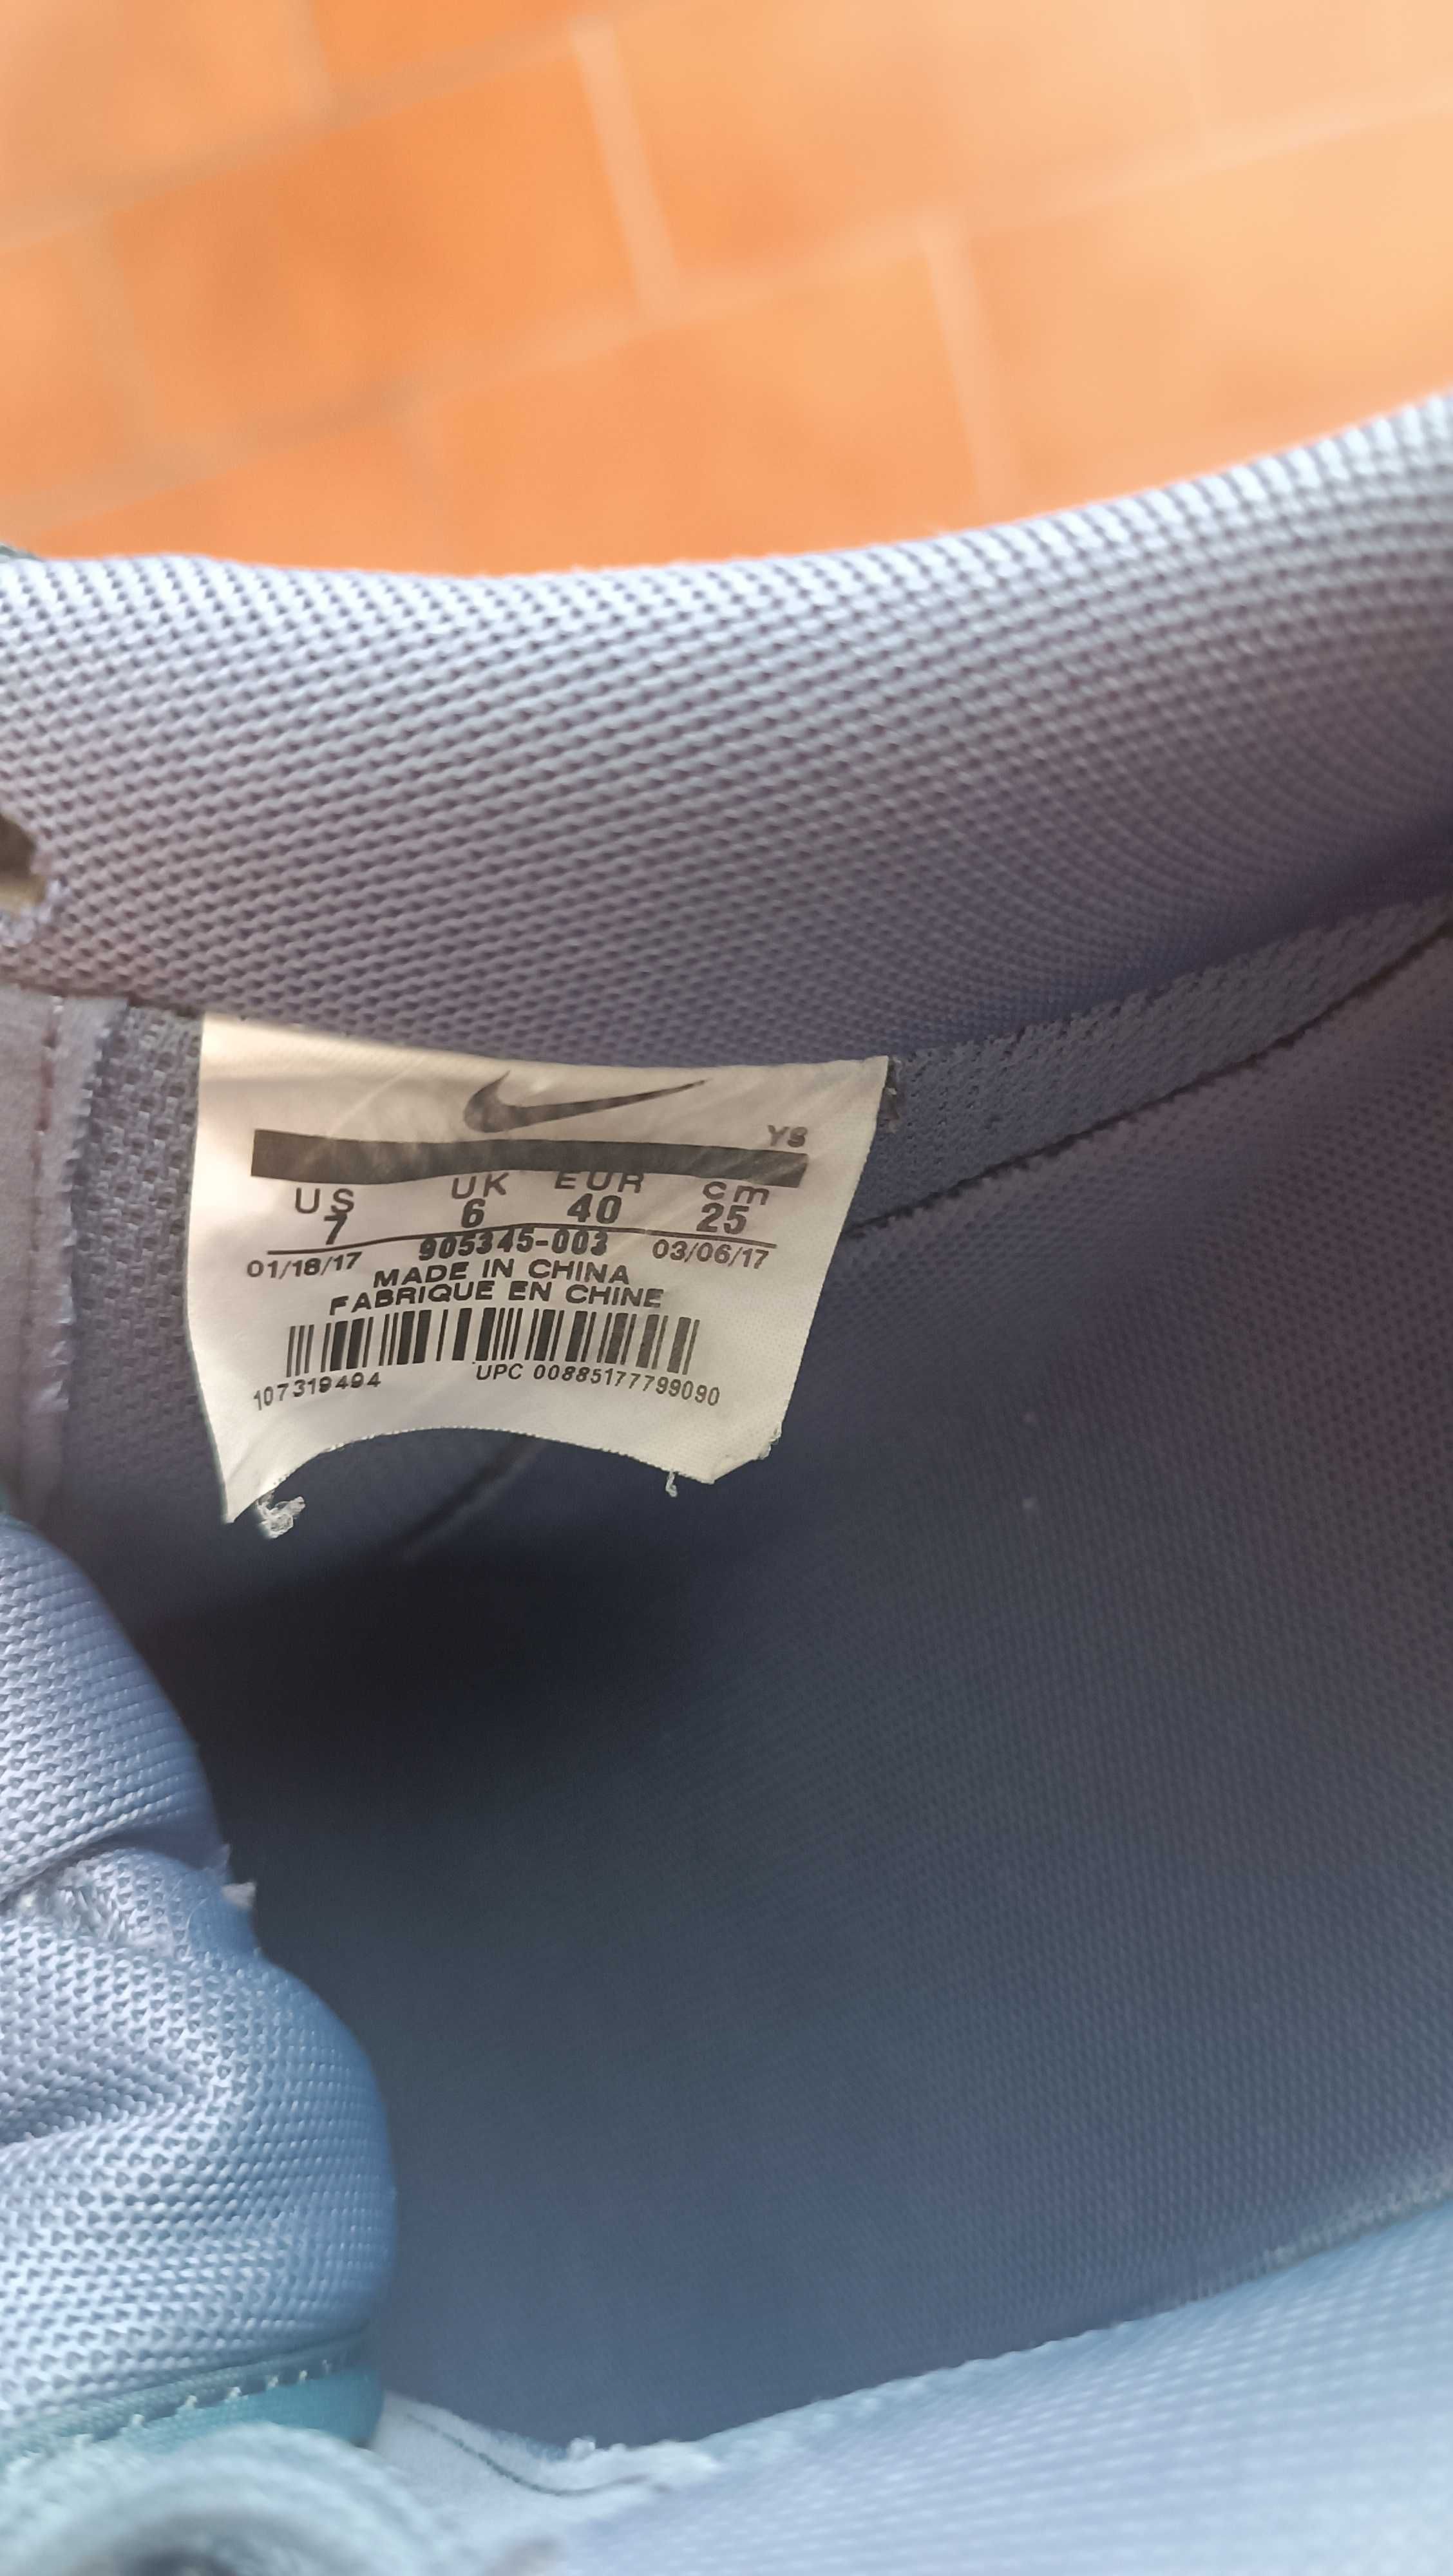 YS
US UK EUR cm
7 6 40 25
01/18/17 905345-003 03/06/17
MADE IN CHINA
FABRIQUE EN CHINE
107319494 UPC 00885177799090